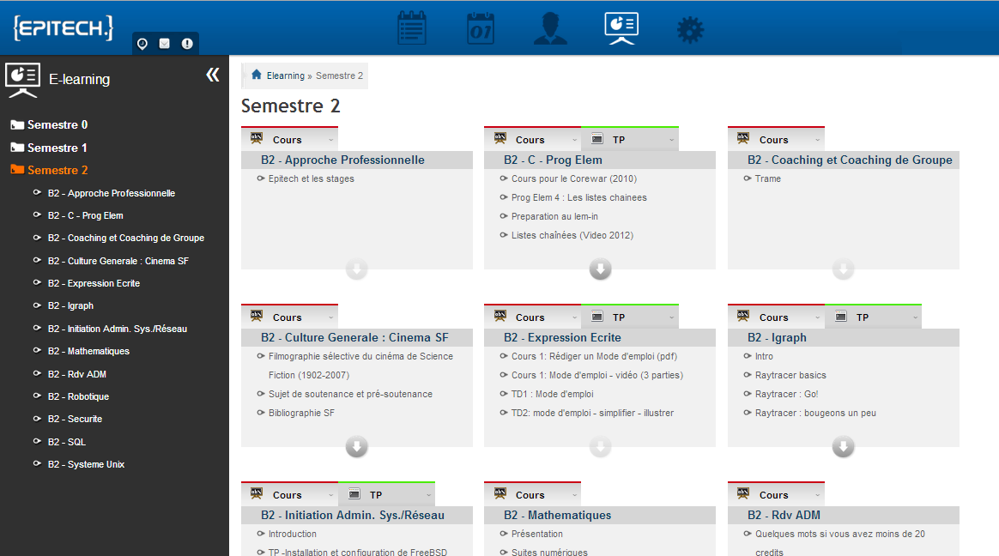 {EPITECH.}
01
E-learning
Semestre 0
Semestre 1
Semestre 2
B2 - Approche Professionnelle
B2 - C - Prog Elem
B2 - Coaching et Coaching de Groupe
B2 - Culture Generale : Cinema SF
B2 - Expression Ecrite
B2 - Igraph
B2 - Initiation Admin. Sys./Réseau
B2 - Mathematiques
B2 - Rdv ADM
B2 - Robotique
B2 - Securite
B2 - SQL
B2 - Systeme Unix
Elearning » Semestre 2
Semestre 2
Cours
B2 - Approche Professionnelle
Epitech et les stages
Cours TP
B2 - C - Prog Elem
Cours pour le Corewar (2010)
Prog Elem 4 : Les listes chainees
Preparation au lem-in
Listes chaînées (Video 2012)
Cours
B2 - Coaching et Coaching de Groupe
Trame
Cours
B2 - Culture Generale : Cinema SF
Filmographie sélective du cinéma de Science
Fiction (1902-2007)
Sujet de soutenance et pré-soutenance
Bibliographie SF
Cours TP
B2 - Expression Ecrite
Cours 1: Rédiger un Mode d'emploi (pdf)
Cours 1: Mode d'emploi - vidéo (3 parties)
TD1 : Mode d'emploi
TD2: mode d'emploi - simplifier - illustrer
Cours TP
B2 - Igraph
Intro
Raytracer basics
Raytracer : Go!
Raytracer : bougeons un peu
Cours TP
B2 - Initiation Admin. Sys./Réseau
Introduction
TP -Installation et configuration de FreeBSD
Cours
B2 - Mathematiques
Présentation
Suites numériques
Cours
B2 - Rdv ADM
Quelques mots si vous avez moins de 20
credits